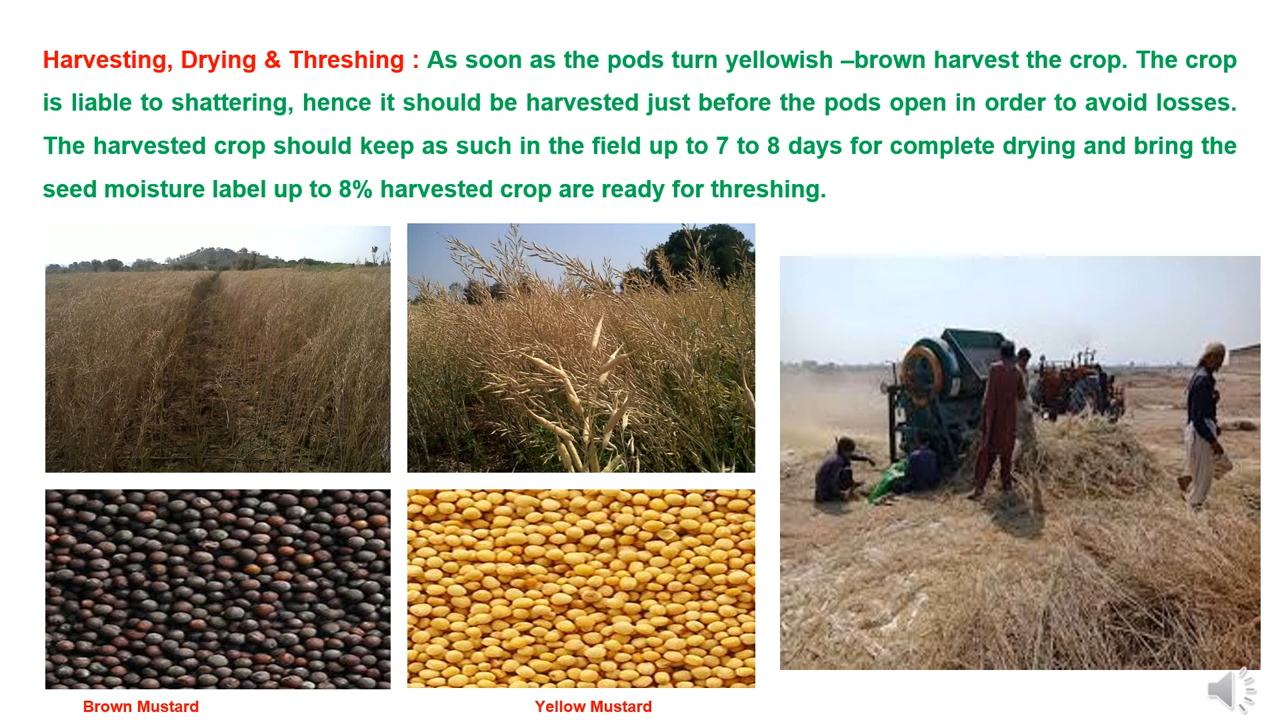 Harvesting, Drying & Threshing : As soon as the pods turn yellowish –brown harvest the crop. The crop
is liable to shattering, hence it should be harvested just before the pods open in order to avoid losses.
The harvested crop should keep as such in the field up to 7 to 8 days for complete drying and bring the
seed moisture label up to 8% harvested crop are ready for threshing.
Brown Mustard
Yellow Mustard